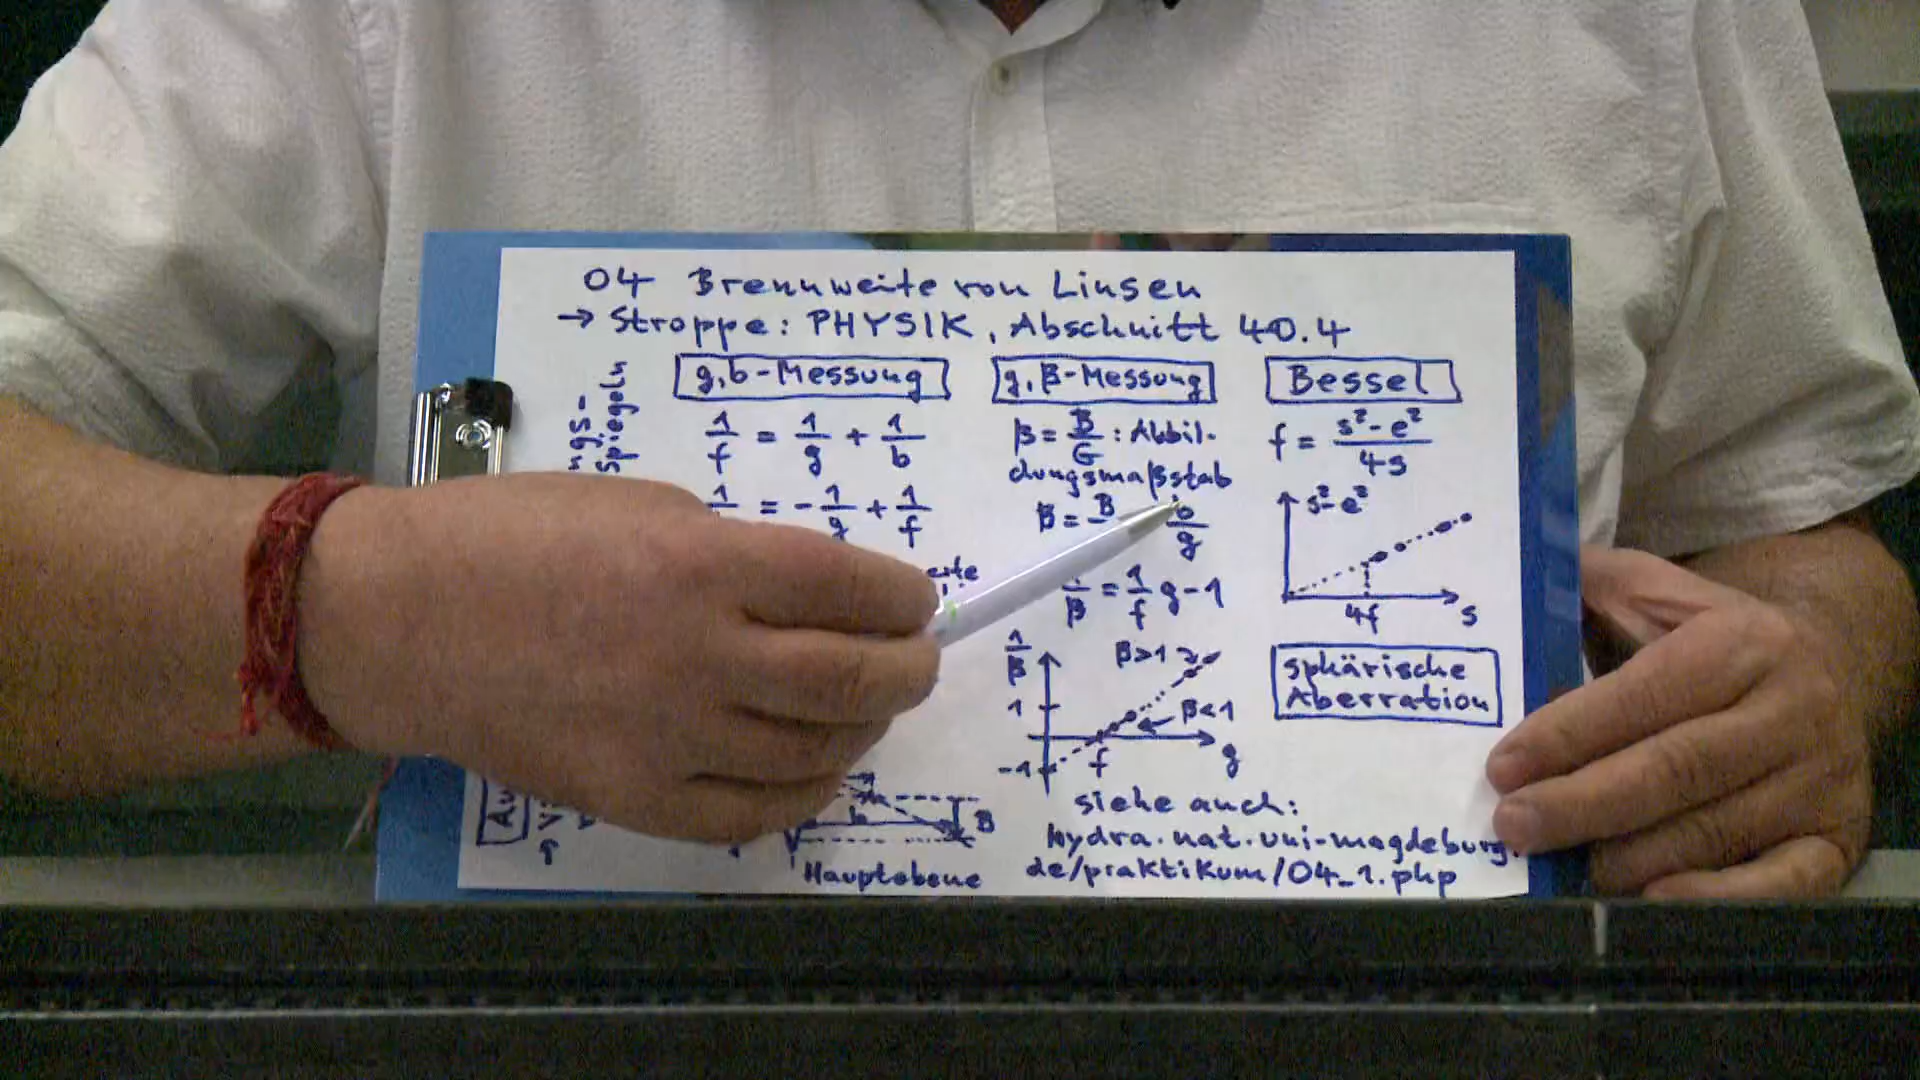 04 Brennweite von Linsen
→ Stroppe: PHYSIK, Abschnitt 40.4
g,b-Messung
1/f = 1/g + 1/b
= -1/g + 1/f
g,β-Messung
β = B/G : Abbil-
dungsmaßstab
β = B b/g
1/β = 1/f g - 1
1/β
β>1
1
β<1
-1
f
g
Bessel
f = (s² - e²)/4s
s²-e²
4f
s
sphärische
Aberration
spiegeln
b
B
Hauptebene
siehe auch:
hydra.nat.uni-magdeburg.
de/praktikum/04_1.php